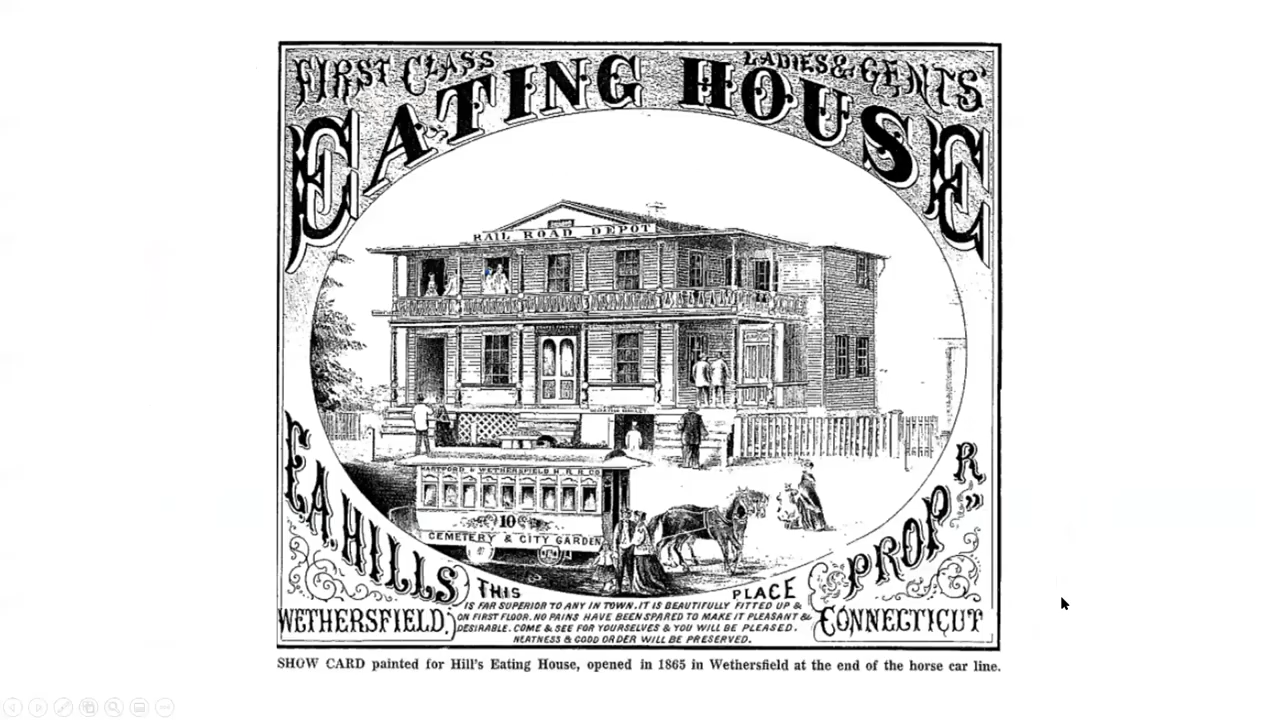 FIRST CLASS
LADIES & GENTS'
EATING HOUSE
RAIL ROAD DEPOT
HARTFORD & WETHERSFIELD H. R. R. CO.
10
CEMETERY & CITY GARDEN
E.A. HILLS
PROP R
WETHERSFIELD,
CONNECTICUT
THIS PLACE
IS FAR SUPERIOR TO ANY IN TOWN. IT IS BEAUTIFULLY FITTED UP &
ON FIRST FLOOR. NO PAINS HAVE BEEN SPARED TO MAKE IT PLEASANT &
DESIRABLE. COME & SEE FOR YOURSELVES & YOU WILL BE PLEASED.
NEATNESS & GOOD ORDER WILL BE PRESERVED.
SHOW CARD painted for Hill's Eating House, opened in 1865 in Wethersfield at the end of the horse car line.